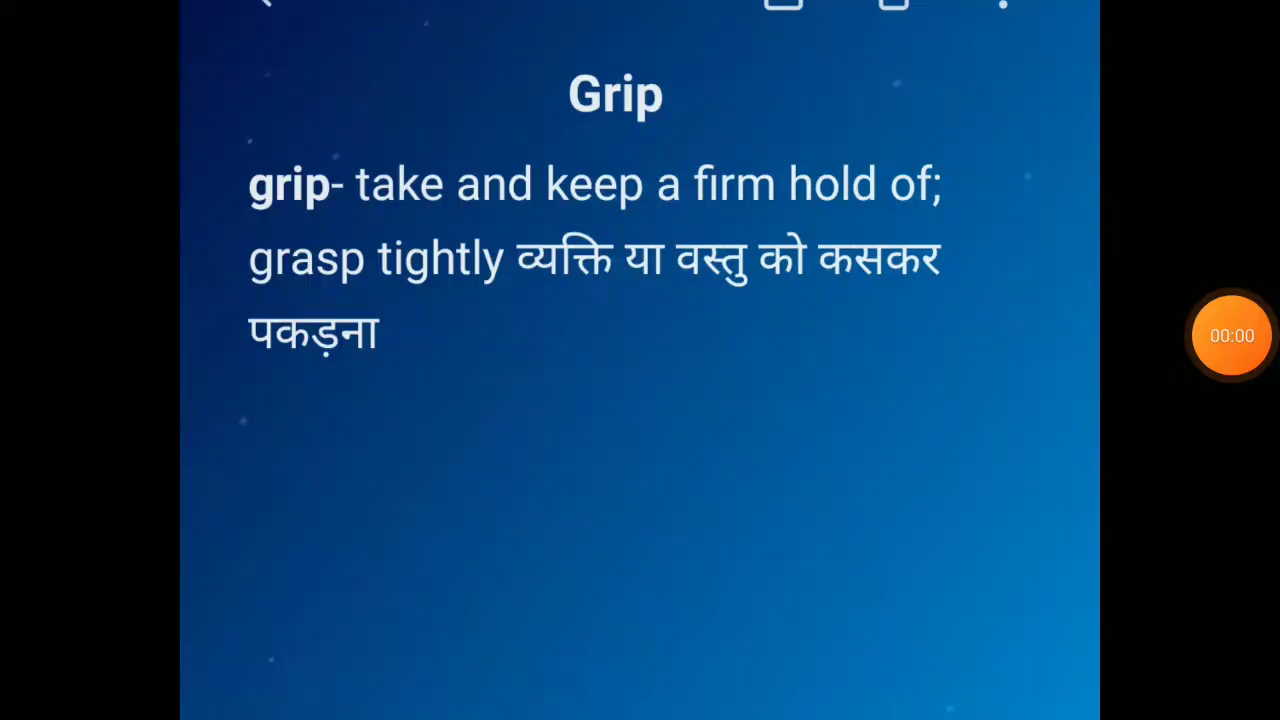 Grip
grip- take and keep a firm hold of;
grasp tightly व्यक्ति या वस्तु को कसकर
पकड़ना
00:00